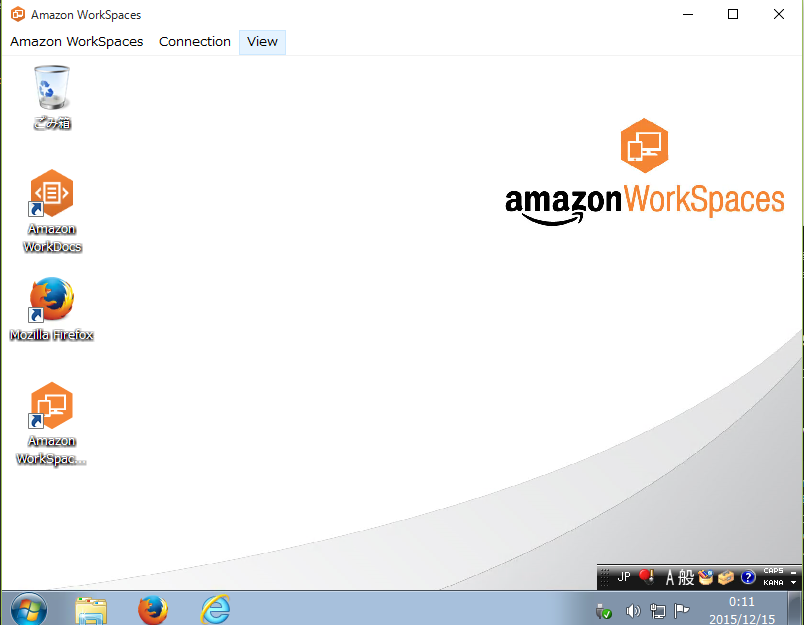 Amazon WorkSpaces
Amazon WorkSpaces Connection View
ごみ箱
amazon WorkSpaces
Amazon
WorkDocs
Mozilla Firefox
Amazon
WorkSpac...
JP A 般 ? CAPS
KANA
0:11
2015/12/15